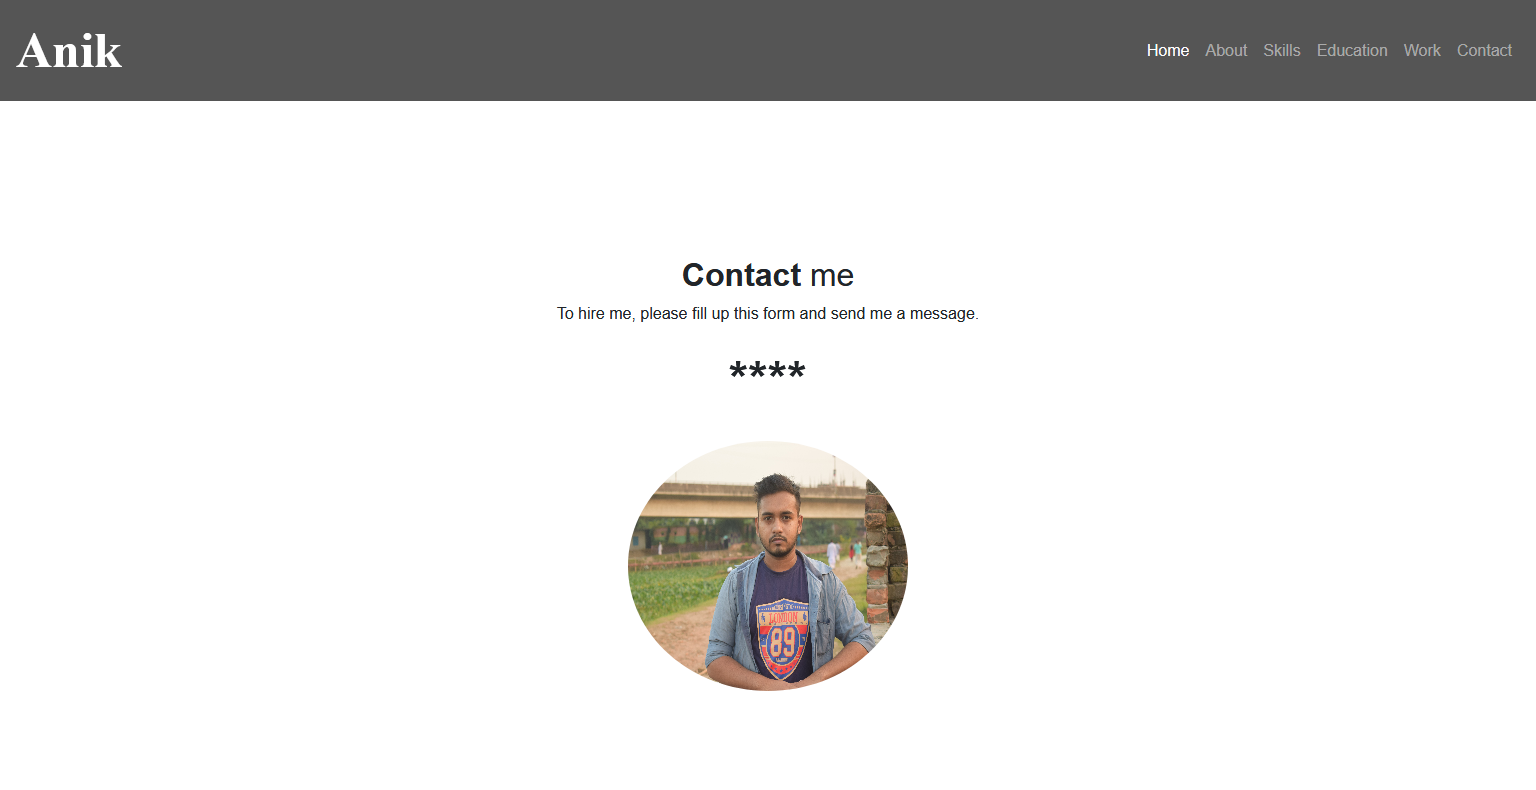 Anik
Home About Skills Education Work Contact
Contact me
To hire me, please fill up this form and send me a message.
****
LONDON
89